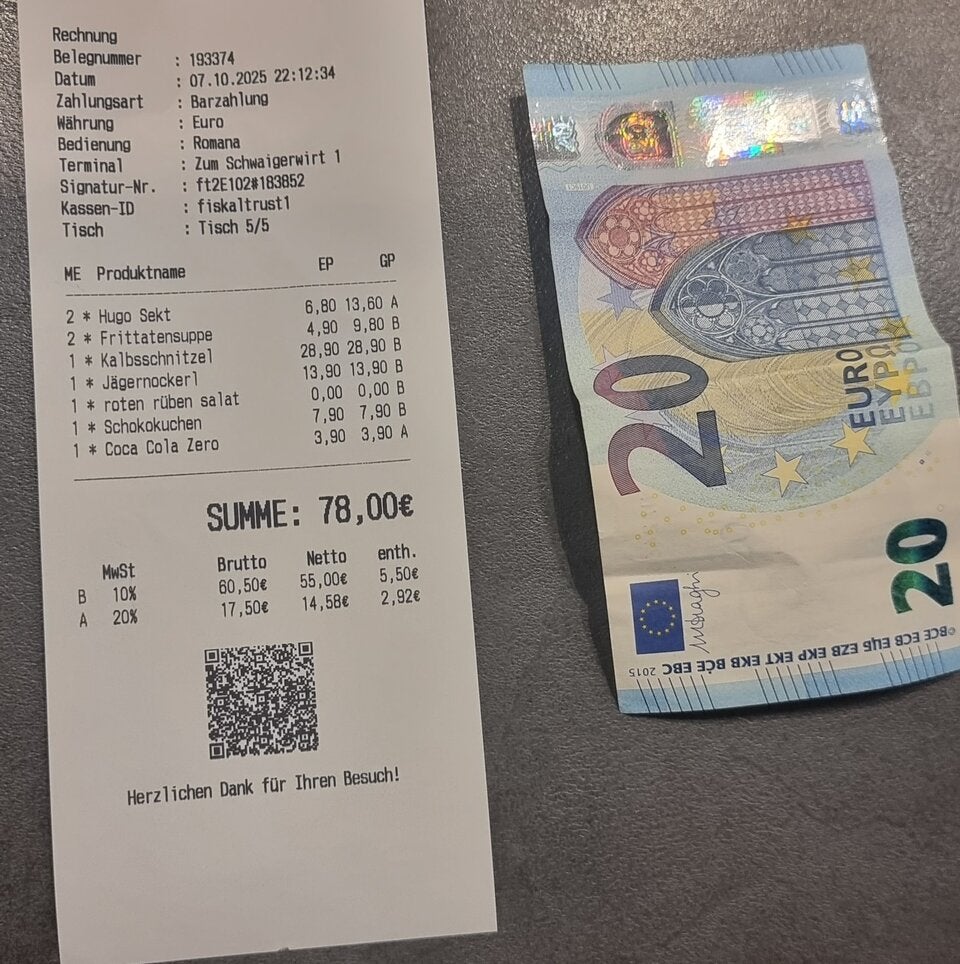 Rechnung
Belegnummer : 193374
Datum : 07.10.2025 22:12:34
Zahlungsart : Barzahlung
Währung : Euro
Bedienung : Romana
Terminal : Zum Schwaigerwirt 1
Signatur-Nr. : ft2E102#183852
Kassen-ID : fiskaltrust1
Tisch : Tisch 5/5
ME Produktname EP GP
2 * Hugo Sekt 6,80 13,60 A
2 * Frittatensuppe 4,90 9,80 B
1 * Kalbsschnitzel 28,90 28,90 B
1 * Jägernockerl 13,90 13,90 B
1 * roten rüben salat 0,00 0,00 B
1 * Schokokuchen 7,90 7,90 B
1 * Coca Cola Zero 3,90 3,90 A
SUMME: 78,00€
MwSt Brutto Netto enth.
B 10% 60,50€ 55,00€ 5,50€
A 20% 17,50€ 14,58€ 2,92€
Herzlichen Dank für Ihren Besuch!
20
EURO
ΕΥΡΩ
ЕВРО
20
MDraghi
©BCE ECB ЕЦБ EZB EKP EKT EKB BĊE EBC 2015